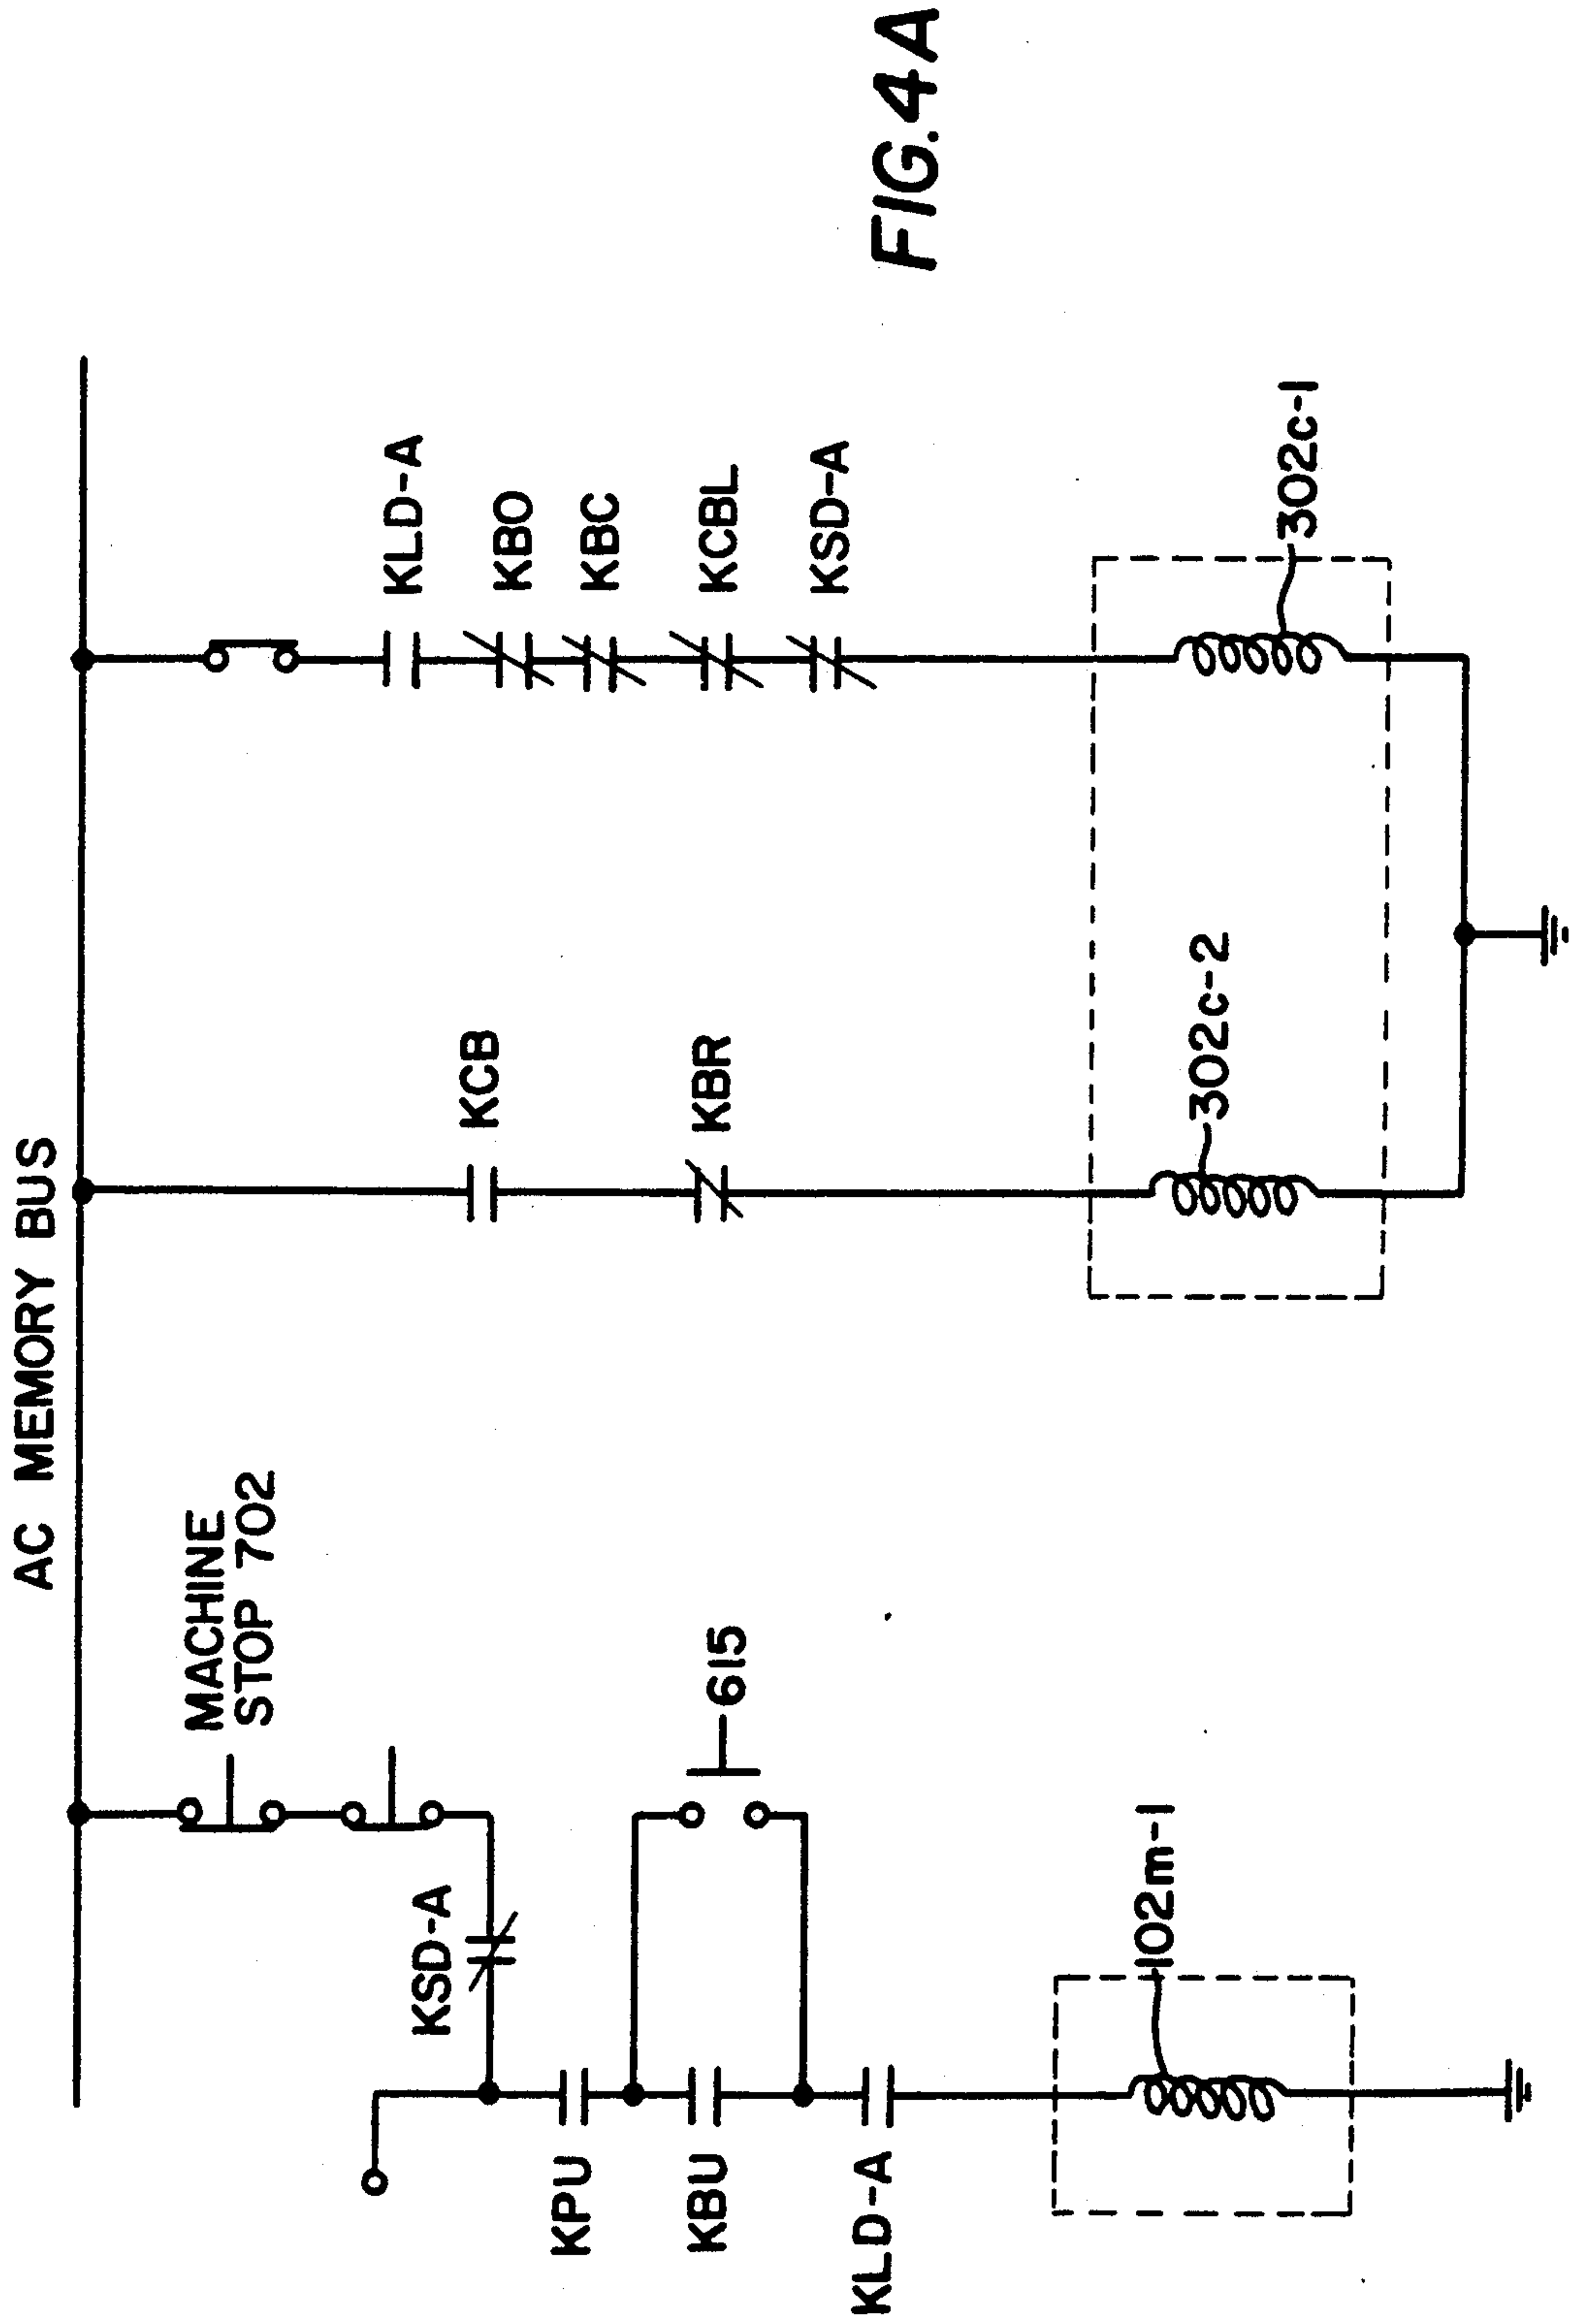 AC MEMORY BUS
MACHINE
STOP 702
KSD-A
KPU
KBU
615
KLD-A
102m-1
KCB
KBR
302c-2
KLD-A
KBO
KBC
KCBL
KSD-A
302c-1
FIG.4A